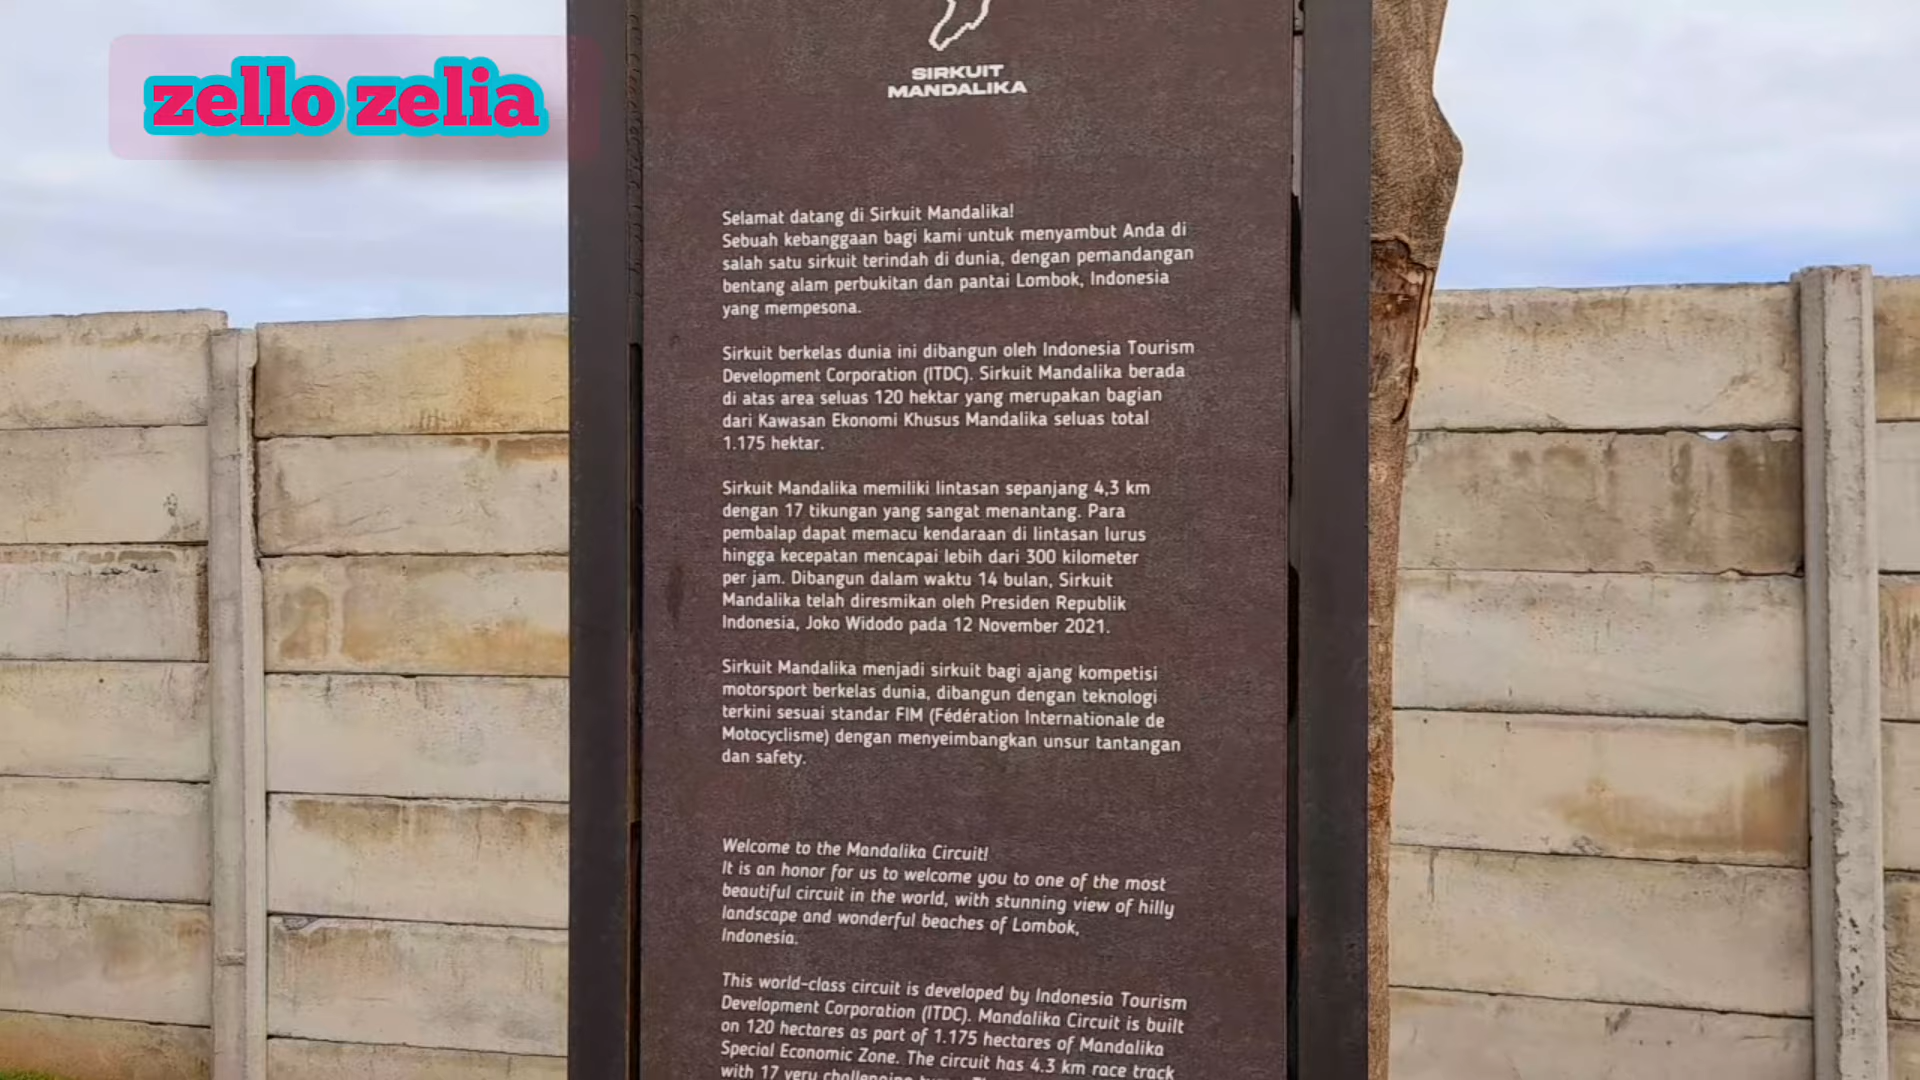 zello zelia
SIRKUIT
MANDALIKA
Selamat datang di Sirkuit Mandalika!
Sebuah kebanggaan bagi kami untuk menyambut Anda di
salah satu sirkuit terindah di dunia, dengan pemandangan
bentang alam perbukitan dan pantai Lombok, Indonesia
yang mempesona.
Sirkuit berkelas dunia ini dibangun oleh Indonesia Tourism
Development Corporation (ITDC). Sirkuit Mandalika berada
di atas area seluas 120 hektar yang merupakan bagian
dari Kawasan Ekonomi Khusus Mandalika seluas total
1.175 hektar.
Sirkuit Mandalika memiliki lintasan sepanjang 4,3 km
dengan 17 tikungan yang sangat menantang. Para
pembalap dapat memacu kendaraan di lintasan lurus
hingga kecepatan mencapai lebih dari 300 kilometer
per jam. Dibangun dalam waktu 14 bulan, Sirkuit
Mandalika telah diresmikan oleh Presiden Republik
Indonesia, Joko Widodo pada 12 November 2021.
Sirkuit Mandalika menjadi sirkuit bagi ajang kompetisi
motorsport berkelas dunia, dibangun dengan teknologi
terkini sesuai standar FIM (Fédération Internationale de
Motocyclisme) dengan menyeimbangkan unsur tantangan
dan safety.
Welcome to the Mandalika Circuit!
It is an honor for us to welcome you to one of the most
beautiful circuit in the world, with stunning view of hilly
landscape and wonderful beaches of Lombok,
Indonesia.
This world-class circuit is developed by Indonesia Tourism
Development Corporation (ITDC). Mandalika Circuit is built
on 120 hectares as part of 1.175 hectares of Mandalika
Special Economic Zone. The circuit has 4.3 km race track
with 17 very